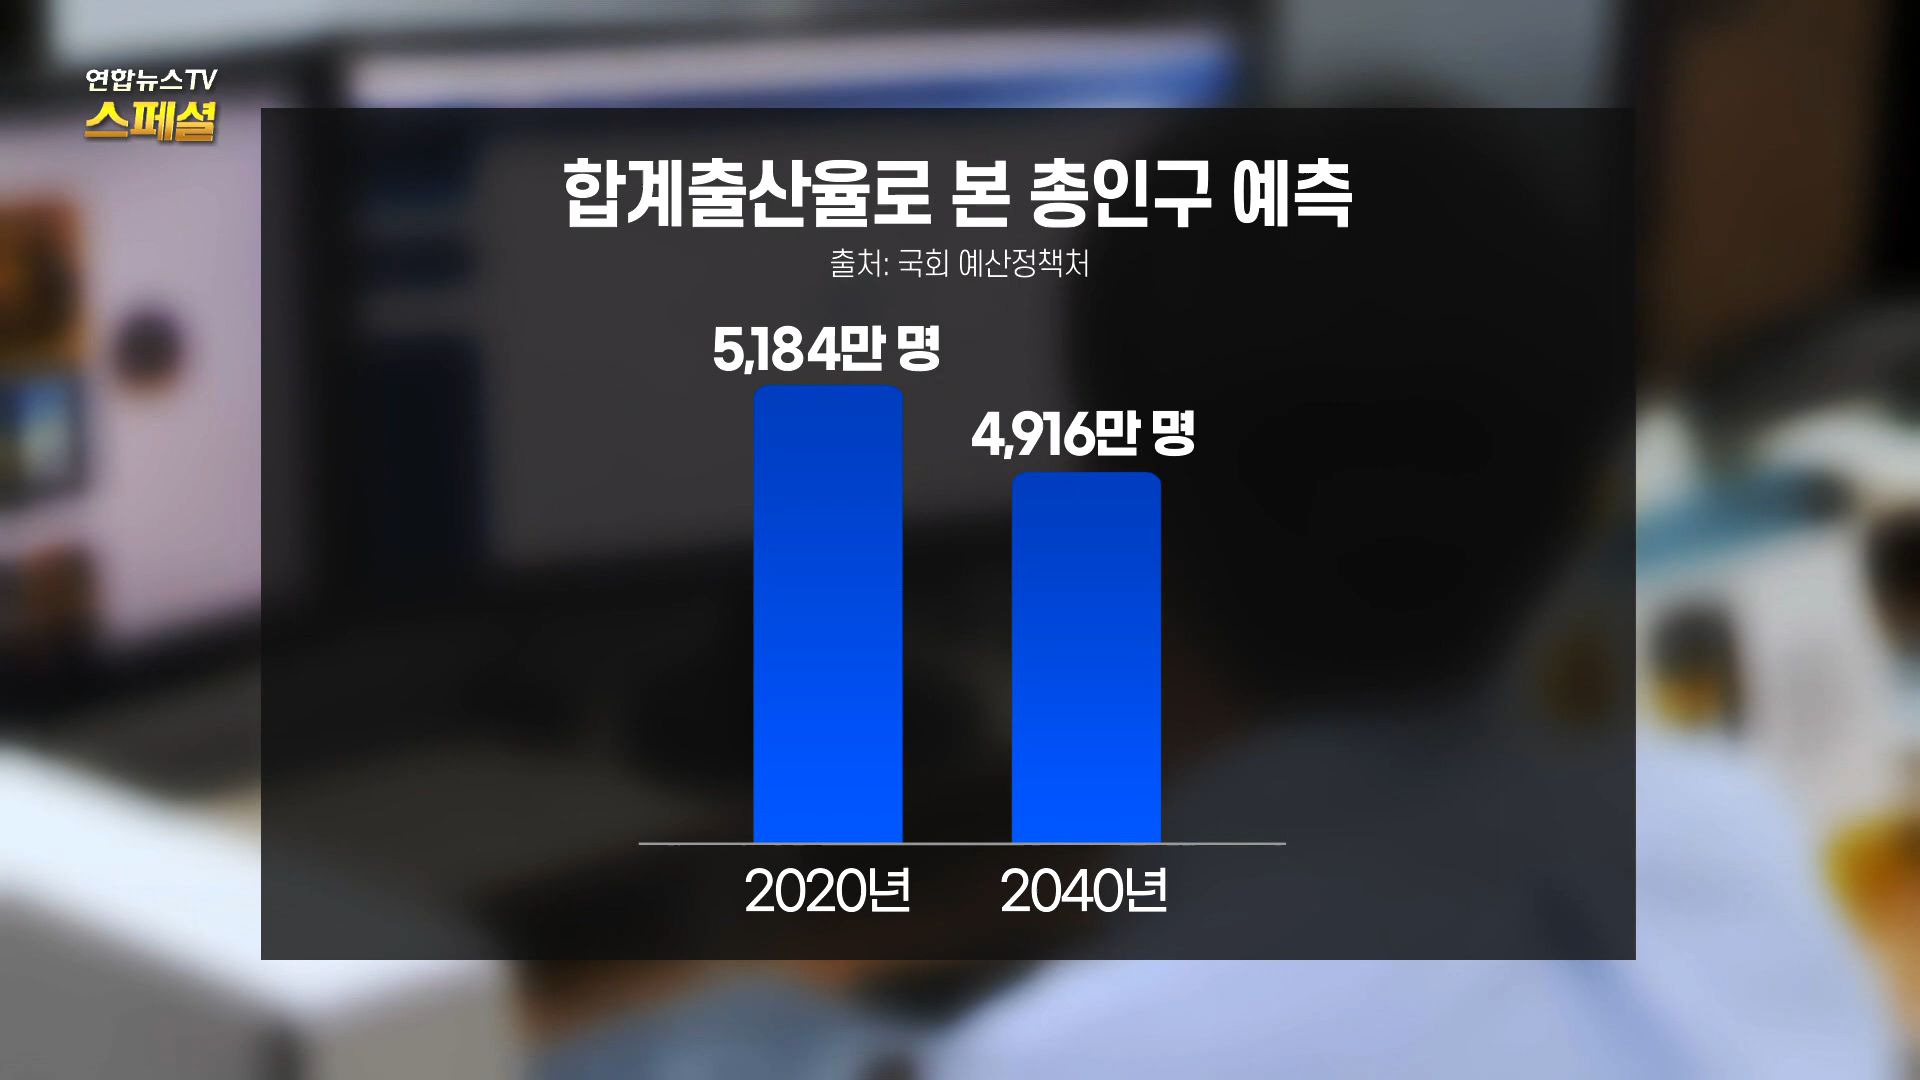 연합뉴스TV
스페셜
합계출산율로 본 총인구 예측
출처: 국회 예산정책처
5,184만 명
4,916만 명
2020년
2040년